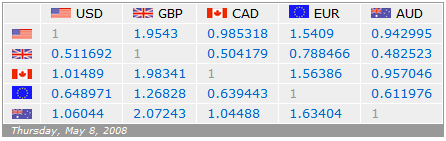 USD GBP CAD EUR AUD
1 1.9543 0.985318 1.5409 0.942995
0.511692 1 0.504179 0.788466 0.482523
1.01489 1.98341 1 1.56386 0.957046
0.648971 1.26828 0.639443 1 0.611976
1.06044 2.07243 1.04488 1.63404 1
Thursday, May 8, 2008